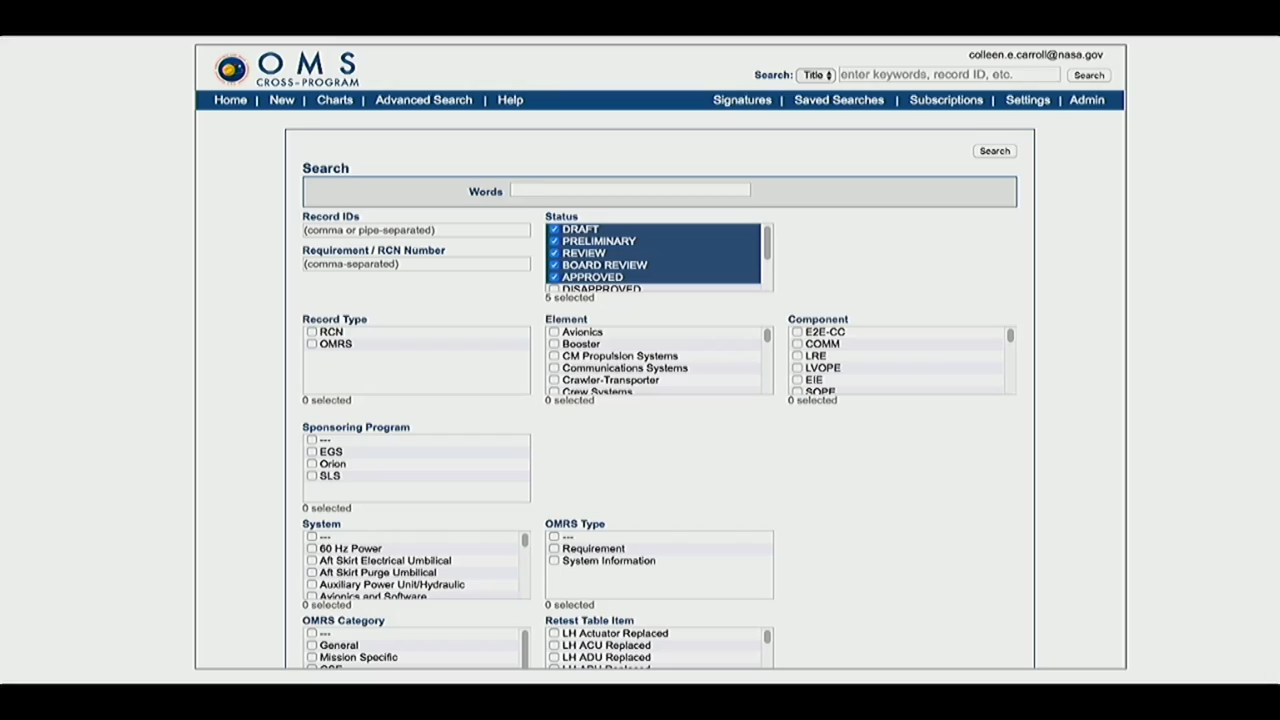 OMS
CROSS-PROGRAM
colleen.e.carroll@nasa.gov
Search: Title enter keywords, record ID, etc. Search
Home | New | Charts | Advanced Search | Help
Signatures | Saved Searches | Subscriptions | Settings | Admin
Search
Search
Words
Record IDs
(comma or pipe-separated)
Requirement / RCN Number
(comma-separated)
Status
DRAFT
PRELIMINARY
REVIEW
BOARD REVIEW
APPROVED
DISAPPROVED
5 selected
Record Type
RCN
OMRS
0 selected
Element
Avionics
Booster
CM Propulsion Systems
Communications Systems
Crawler-Transporter
Crew Systems
0 selected
Component
E2E-CC
COMM
LRE
LVOPE
EIE
SOPE
0 selected
Sponsoring Program
---
EGS
Orion
SLS
0 selected
System
---
60 Hz Power
Aft Skirt Electrical Umbilical
Aft Skirt Purge Umbilical
Auxiliary Power Unit/Hydraulic
Avionics and Software
0 selected
OMRS Type
---
Requirement
System Information
0 selected
OMRS Category
---
General
Mission Specific
Retest Table Item
LH Actuator Replaced
LH ACU Replaced
LH ADU Replaced